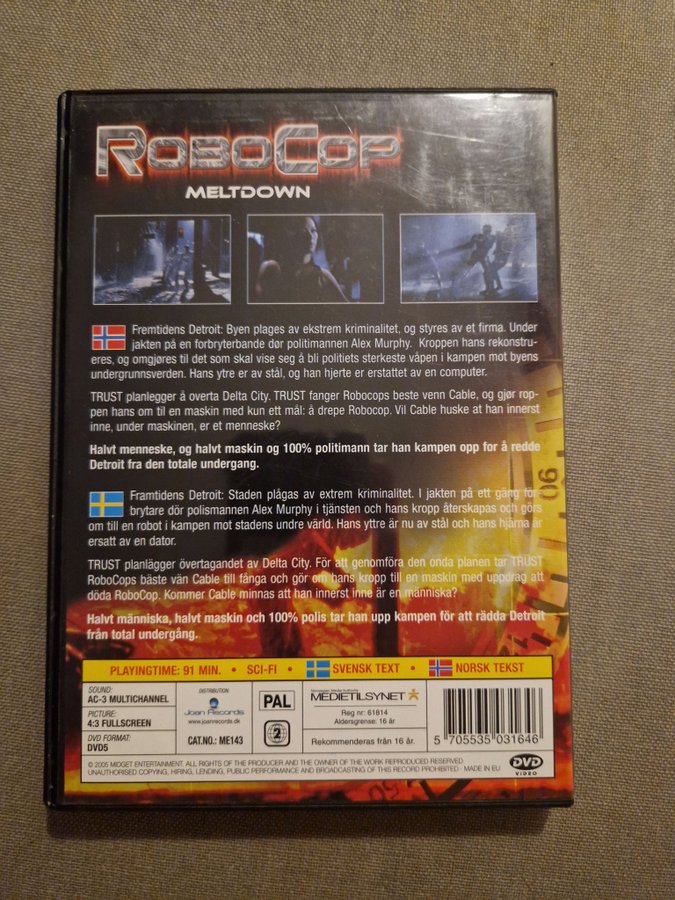 ROBOCOP
MELTDOWN
Fremtidens Detroit: Byen plages av ekstrem kriminalitet, og styres av et firma. Under
jakten på en forbryterbande dør politimannen Alex Murphy. Kroppen hans rekonstru-
eres, og omgjøres til det som skal vise seg å bli politiets sterkeste våpen i kampen mot byens
undergrunnsverden. Hans ytre er av stål, og han hjerte er erstattet av en computer.
TRUST planlegger å overta Delta City. TRUST fanger Robocops beste venn Cable, og gjør rop-
pen hans om til en maskin med kun ett mål: å drepe Robocop. Vil Cable huske at han innerst
inne, under maskinen, er et menneske?
Halvt menneske, og halvt maskin og 100% politimann tar han kampen opp for å redde
Detroit fra den totale undergang.
Framtidens Detroit: Staden plågas av extrem kriminalitet. I jakten på ett gäng för-
brytare dör polismannen Alex Murphy i tjänsten och hans kropp återskapas och görs
om till en robot i kampen mot stadens undre värld. Hans yttre är nu av stål och hans hjärna är
ersatt av en dator.
TRUST planlägger övertagandet av Delta City. För att genomföra den onda planen tar TRUST
RoboCops bäste vän Cable till fånga och gör om hans kropp till en maskin med uppdrag att
döda RoboCop. Kommer Cable minnas att han innerst inne är en människa?
Halvt människa, halvt maskin och 100% polis tar han upp kampen för att rädda Detroit
från total undergång.
06
PLAYINGTIME: 91 MIN. • SCI-FI • SVENSK TEXT • NORSK TEKST
SOUND:
AC-3 MULTICHANNEL
PICTURE:
4:3 FULLSCREEN
DVD FORMAT:
DVD5
DISTRIBUTION
Joan Records
www.joanrecords.dk
CAT.NO.: ME143
PAL
2
Norwegian Media Authority
MEDIETILSYNET
Reg nr: 61814
Aldersgrense: 16 år
Rekommenderas från 16 år.
5 705535 031646
© 2005 MIDGET ENTERTAINMENT. ALL RIGHTS OF THE PRODUCER AND THE OWNER OF THE WORK REPRODUCED RESERVED.
UNAUTHORISED COPYING, HIRING, LENDING, PUBLIC PERFORMANCE AND BROADCASTING OF THIS RECORD PROHIBITED · MADE IN EU
DVD
VIDEO
50